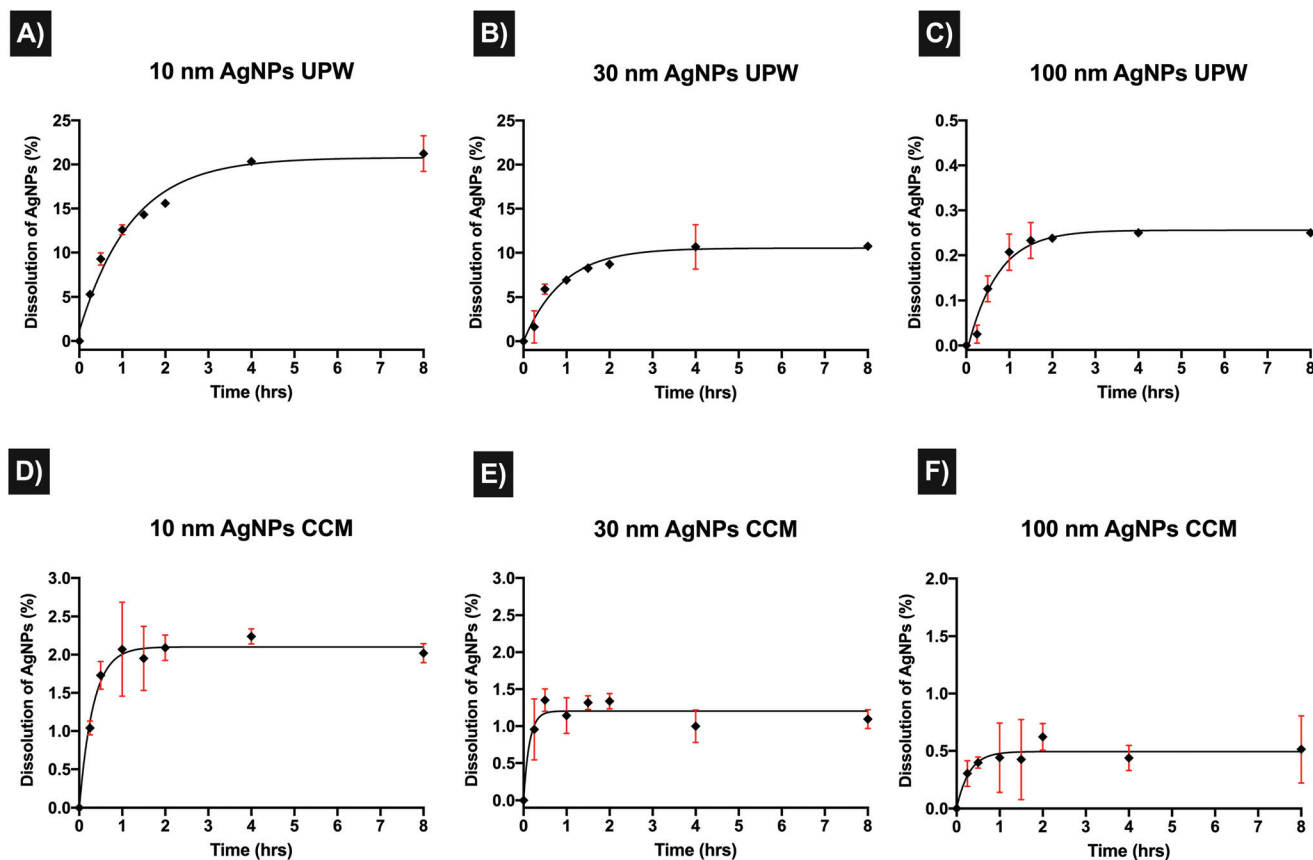 A)
10 nm AgNPs UPW
Dissolution of AgNPs (%)
25
20
15
10
5
0
0 1 2 3 4 5 6 7 8
Time (hrs)
B)
30 nm AgNPs UPW
Dissolution of AgNPs (%)
25
20
15
10
5
0
0 1 2 3 4 5 6 7 8
Time (hrs)
C)
100 nm AgNPs UPW
Dissolution of AgNPs (%)
0.5
0.4
0.3
0.2
0.1
0.0
0 1 2 3 4 5 6 7 8
Time (hrs)
D)
10 nm AgNPs CCM
Dissolution of AgNPs (%)
3.0
2.5
2.0
1.5
1.0
0.5
0.0
0 1 2 3 4 5 6 7 8
Time (hrs)
E)
30 nm AgNPs CCM
Dissolution of AgNPs (%)
3.0
2.5
2.0
1.5
1.0
0.5
0.0
0 1 2 3 4 5 6 7 8
Time (hrs)
F)
100 nm AgNPs CCM
Dissolution of AgNPs (%)
2.0
1.5
1.0
0.5
0.0
0 1 2 3 4 5 6 7 8
Time (hrs)